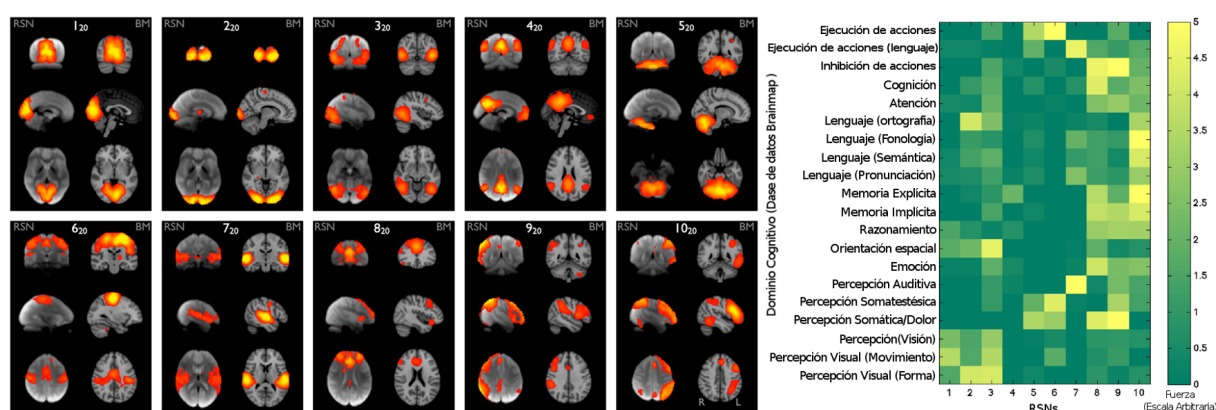 RSN 1₂₀ BM
RSN 2₂₀ BM
RSN 3₂₀ BM
RSN 4₂₀ BM
RSN 5₂₀ BM
RSN 6₂₀ BM
RSN 7₂₀ BM
RSN 8₂₀ BM
RSN 9₂₀ BM
RSN 10₂₀ BM
R L
Dominio Cognitivo (Dase de datos Brainmap)
Ejecución de acciones
Ejecución de acciones (lenguaje)
Inhibición de acciones
Cognición
Atención
Lenguaje (ortografia)
Lenguaje (Fonología)
Lenguaje (Semántica)
Lenguaje (Pronunciación)
Memoria Explícita
Memoria Implícita
Razonamiento
Orientación espacial
Emoción
Percepción Auditiva
Percepción Somatestésica
Percepción Somática/Dolor
Percepción(Visión)
Percepción Visual (Movimiento)
Percepción Visual (Forma)
1 2 3 4 5 6 7 8 9 10
RSNs
5
4.5
4
3.5
3
2.5
2
1.5
1
0.5
0
Fuerza
(Escala Arbitraria)